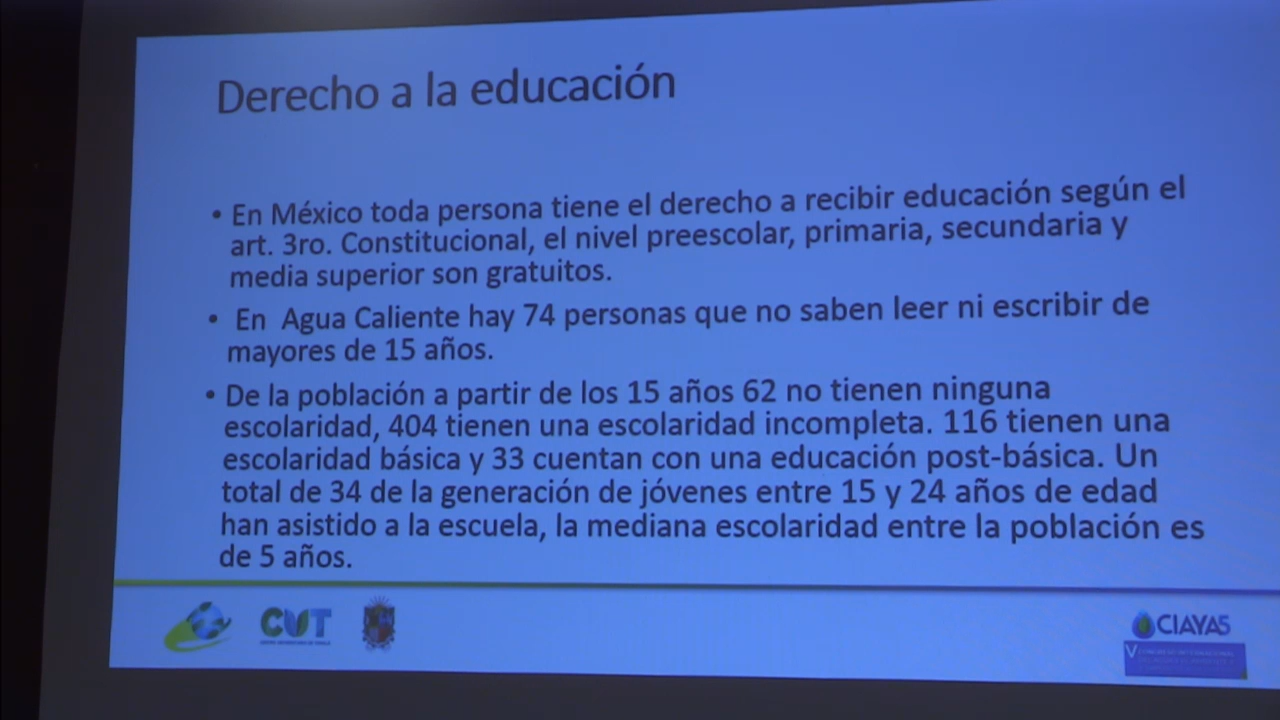 Derecho a la educación
• En México toda persona tiene el derecho a recibir educación según el
art. 3ro. Constitucional, el nivel preescolar, primaria, secundaria y
media superior son gratuitos.
• En Agua Caliente hay 74 personas que no saben leer ni escribir de
mayores de 15 años.
• De la población a partir de los 15 años 62 no tienen ninguna
escolaridad, 404 tienen una escolaridad incompleta. 116 tienen una
escolaridad básica y 33 cuentan con una educación post-básica. Un
total de 34 de la generación de jóvenes entre 15 y 24 años de edad
han asistido a la escuela, la mediana escolaridad entre la población es
de 5 años.
CUT
CIAYA5
V CONGRESO INTERNACIONAL